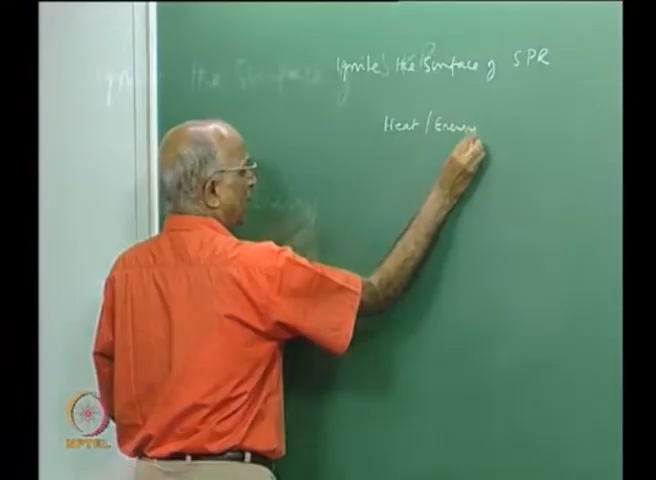 Ignite the Surface of SPR
Heat / Energy
NPTEL